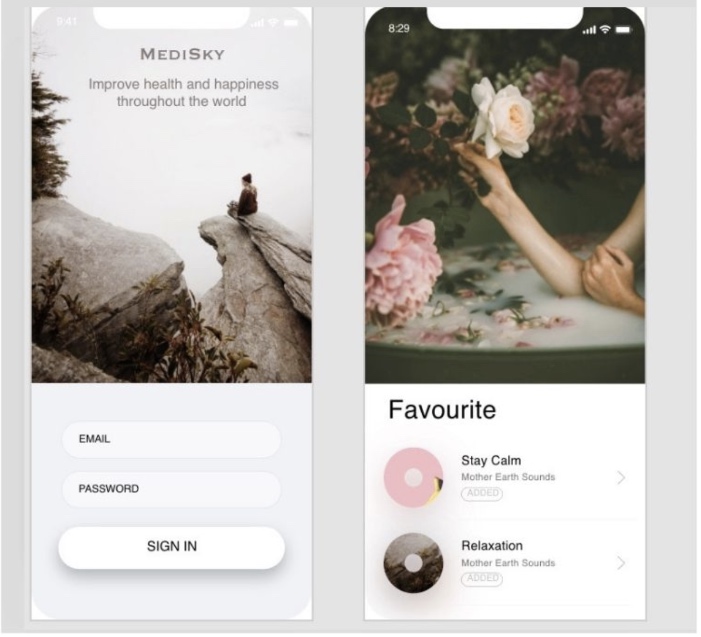 9:41
MEDISKY
Improve health and happiness
throughout the world
EMAIL
PASSWORD
SIGN IN
8:29
Favourite
Stay Calm
Mother Earth Sounds
ADDED
Relaxation
Mother Earth Sounds
ADDED